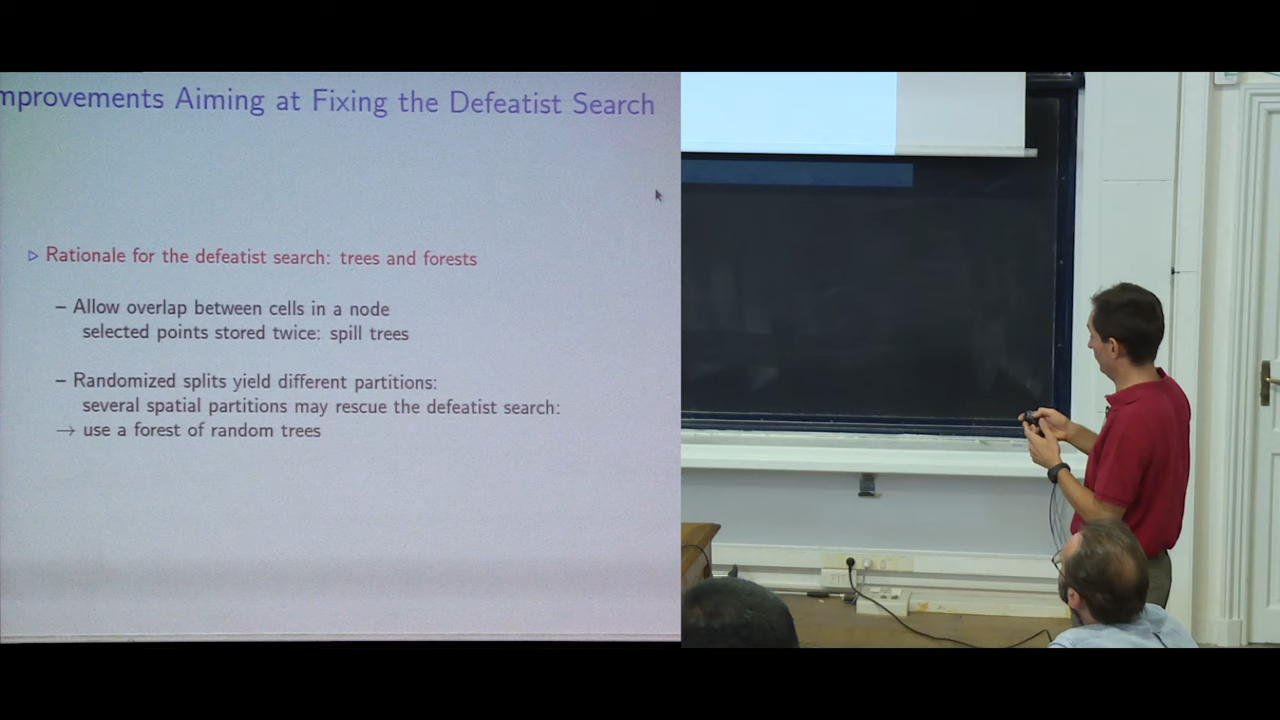 mprovements Aiming at Fixing the Defeatist Search
▷ Rationale for the defeatist search: trees and forests
– Allow overlap between cells in a node
selected points stored twice: spill trees
– Randomized splits yield different partitions:
several spatial partitions may rescue the defeatist search:
→ use a forest of random trees